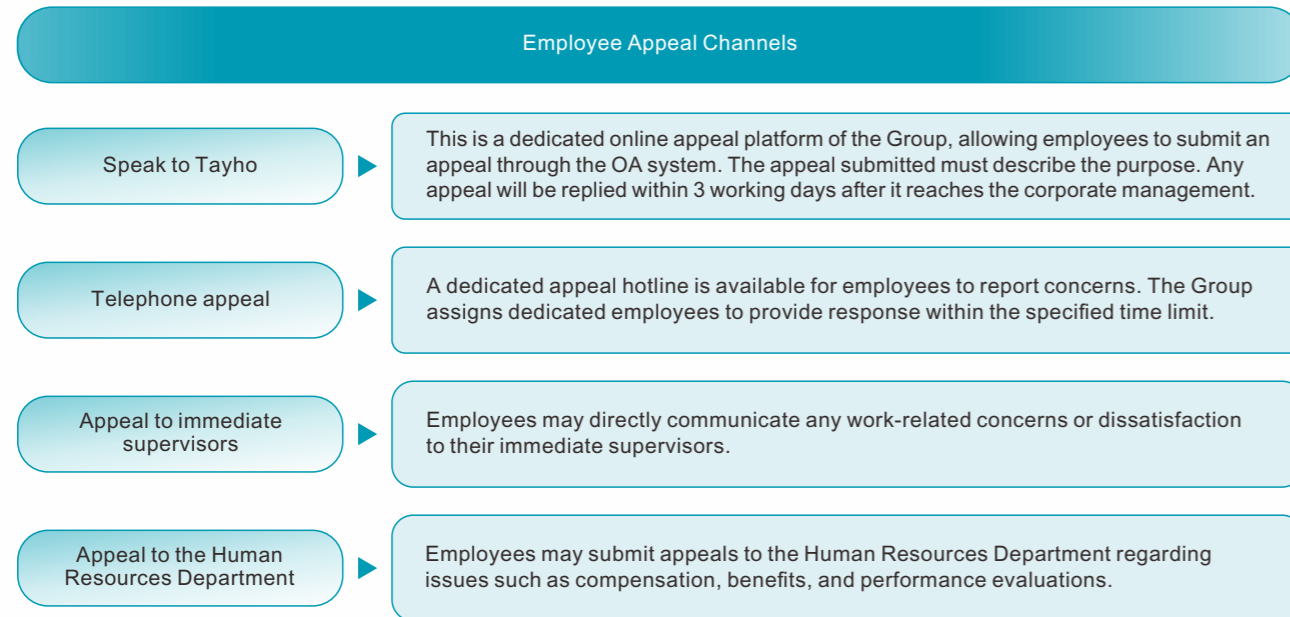 Employee Appeal Channels
Speak to Tayho
This is a dedicated online appeal platform of the Group, allowing employees to submit an
appeal through the OA system. The appeal submitted must describe the purpose. Any
appeal will be replied within 3 working days after it reaches the corporate management.
Telephone appeal
A dedicated appeal hotline is available for employees to report concerns. The Group
assigns dedicated employees to provide response within the specified time limit.
Appeal to immediate
supervisors
Employees may directly communicate any work-related concerns or dissatisfaction
to their immediate supervisors.
Appeal to the Human
Resources Department
Employees may submit appeals to the Human Resources Department regarding
issues such as compensation, benefits, and performance evaluations.